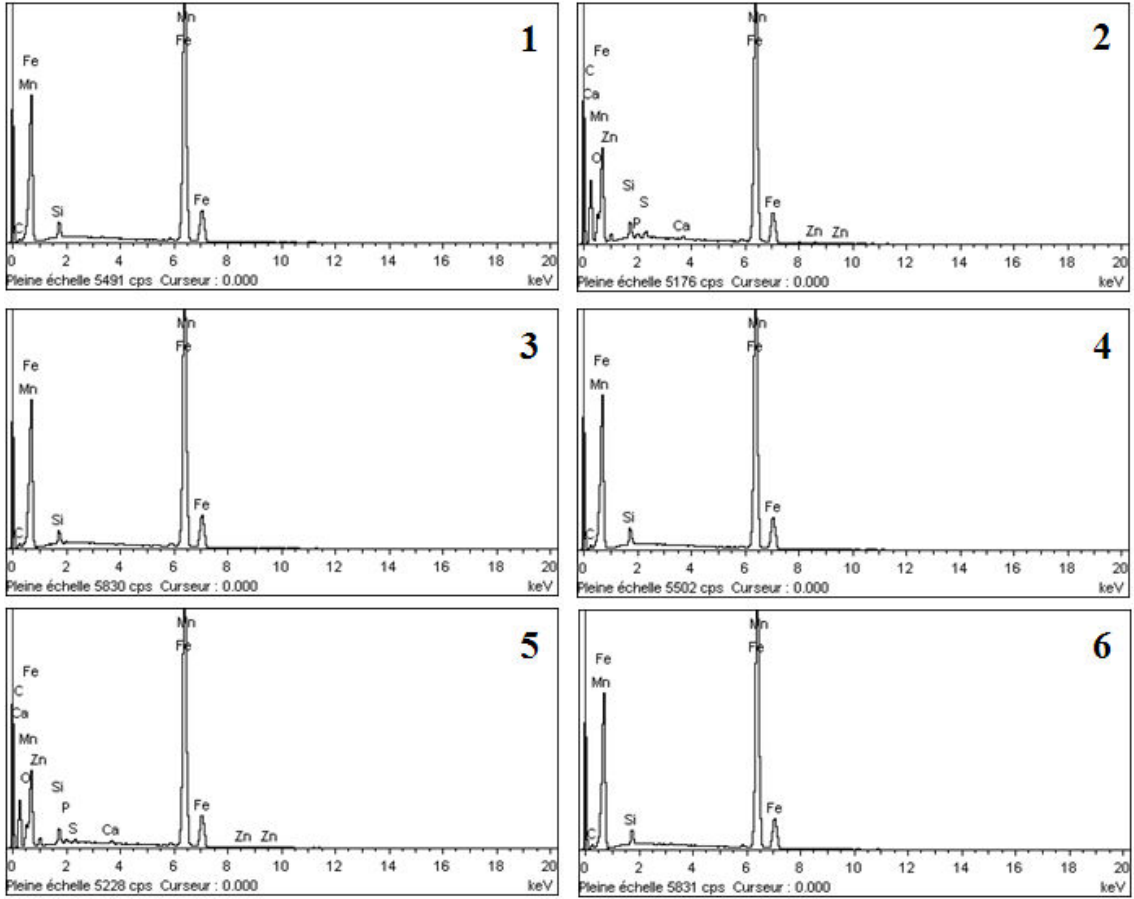 1
Mn
Fe
Fe
Mn
Si
C
Fe
0 2 4 6 8 10 12 14 16 18 20
Pleine échelle 5491 cps Curseur : 0.000 keV
2
Mn
Fe
Fe
C
Ca
Mn
Zn
O
Si
S
P
Ca
Fe
Zn Zn
0 2 4 6 8 10 12 14 16 18 20
Pleine échelle 5176 cps Curseur : 0.000 keV
3
Mn
Fe
Fe
Mn
Si
C
Fe
0 2 4 6 8 10 12 14 16 18 20
Pleine échelle 5830 cps Curseur : 0.000 keV
4
Mn
Fe
Fe
Mn
Si
C
Fe
0 2 4 6 8 10 12 14 16 18 20
Pleine échelle 5502 cps Curseur : 0.000 keV
5
Mn
Fe
Fe
C
Ca
Mn
Zn
O
Si
P
S
Ca
Fe
Zn Zn
0 2 4 6 8 10 12 14 16 18 20
Pleine échelle 5228 cps Curseur : 0.000 keV
6
Mn
Fe
Fe
Mn
Si
C
Fe
0 2 4 6 8 10 12 14 16 18 20
Pleine échelle 5831 cps Curseur : 0.000 keV